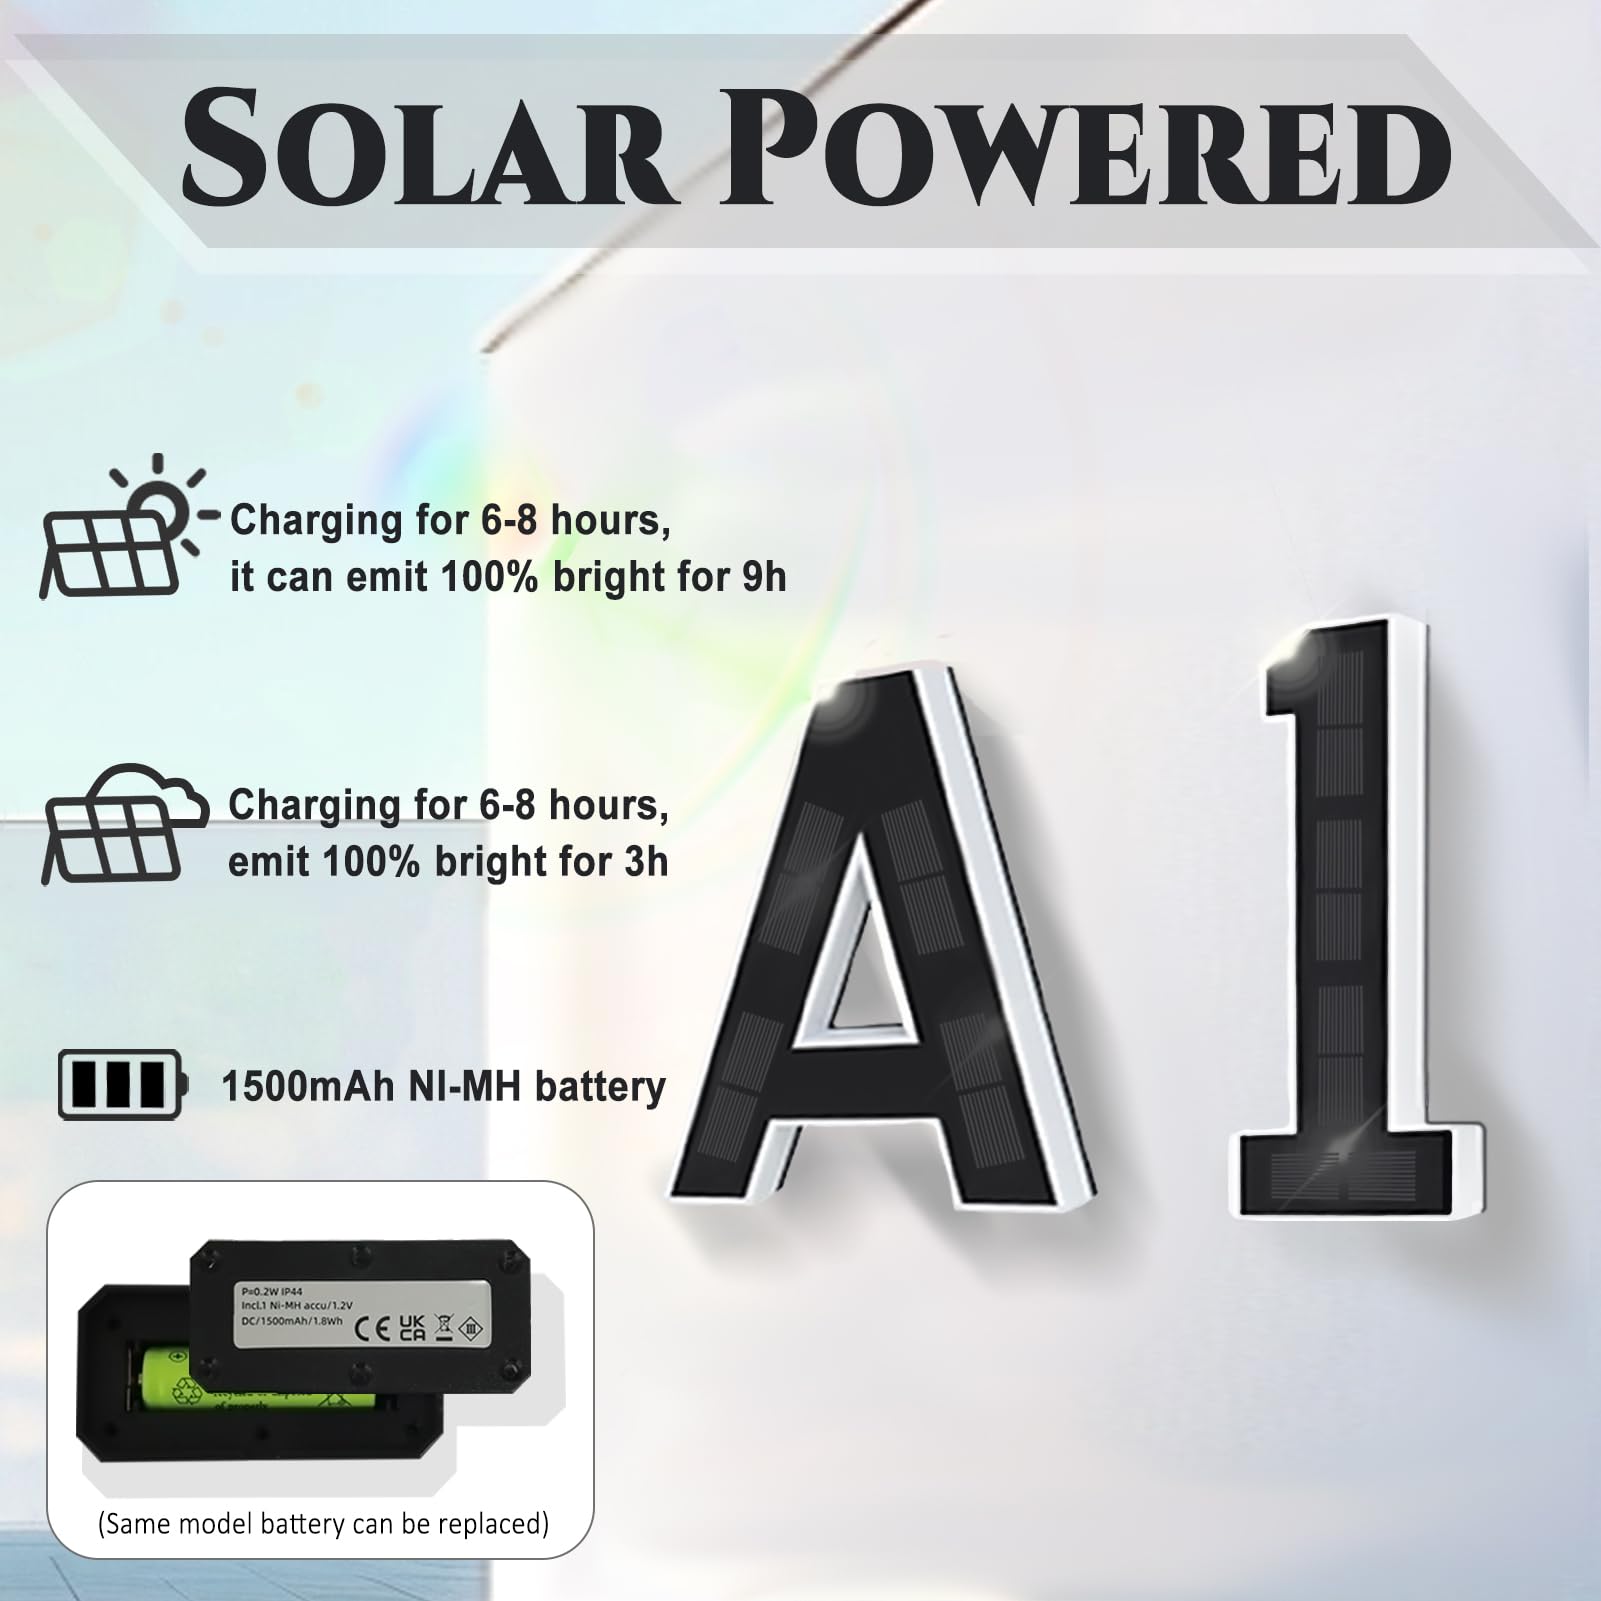 SOLAR POWERED
Charging for 6-8 hours,
it can emit 100% bright for 9h
Charging for 6-8 hours,
emit 100% bright for 3h
A1
1500mAh NI-MH battery
P=0.2W IP44
Incl.1 Ni-MH accu/1.2V
DC/1500mAh/1.8Wh
CE UK
CA
III
(Same model battery can be replaced)